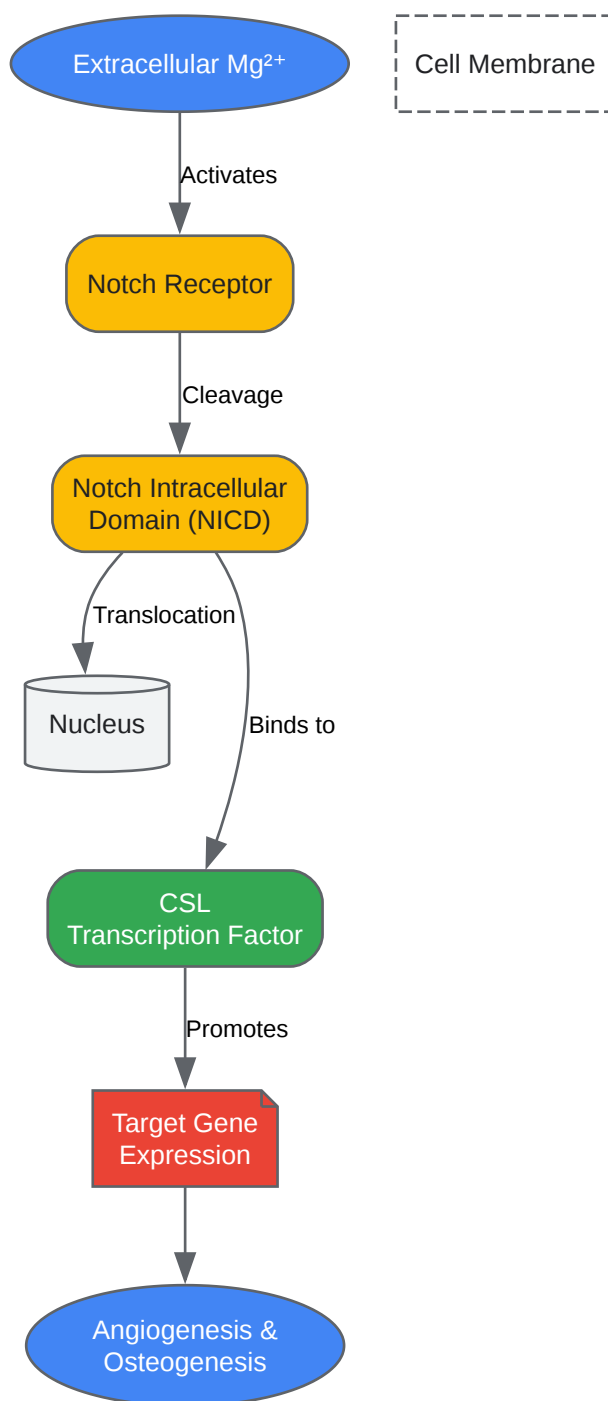 Extracellular Mg²⁺
Cell Membrane
Activates
Notch Receptor
Cleavage
Notch Intracellular
Domain (NICD)
Translocation
Nucleus
Binds to
CSL
Transcription Factor
Promotes
Target Gene
Expression
Angiogenesis &
Osteogenesis